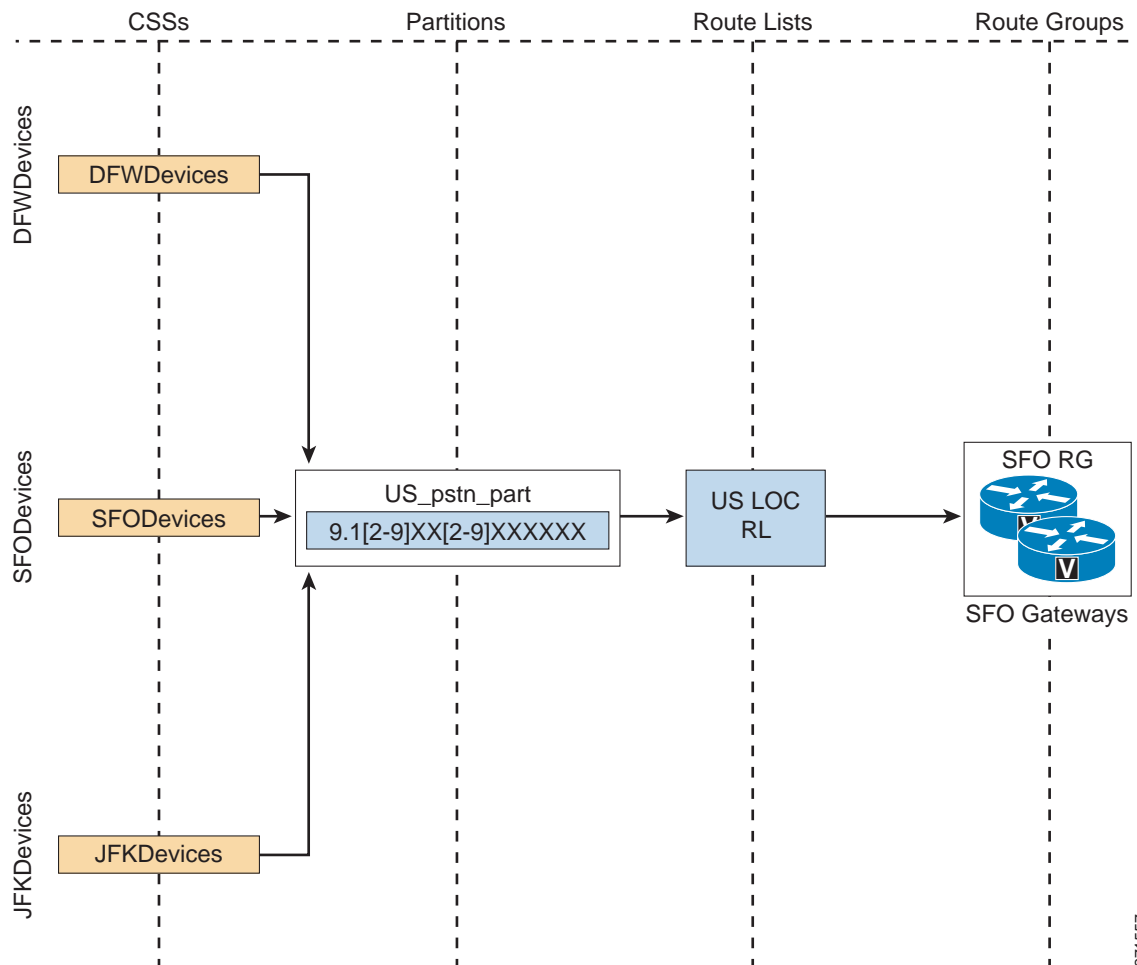 CSSs
Partitions
Route Lists
Route Groups
DFWDevices
DFWDevices
SFODevices
SFODevices
US_pstn_part
9.1[2-9]XX[2-9]XXXXXX
US LOC
RL
SFO RG
V
V
SFO Gateways
JFKDevices
JFKDevices